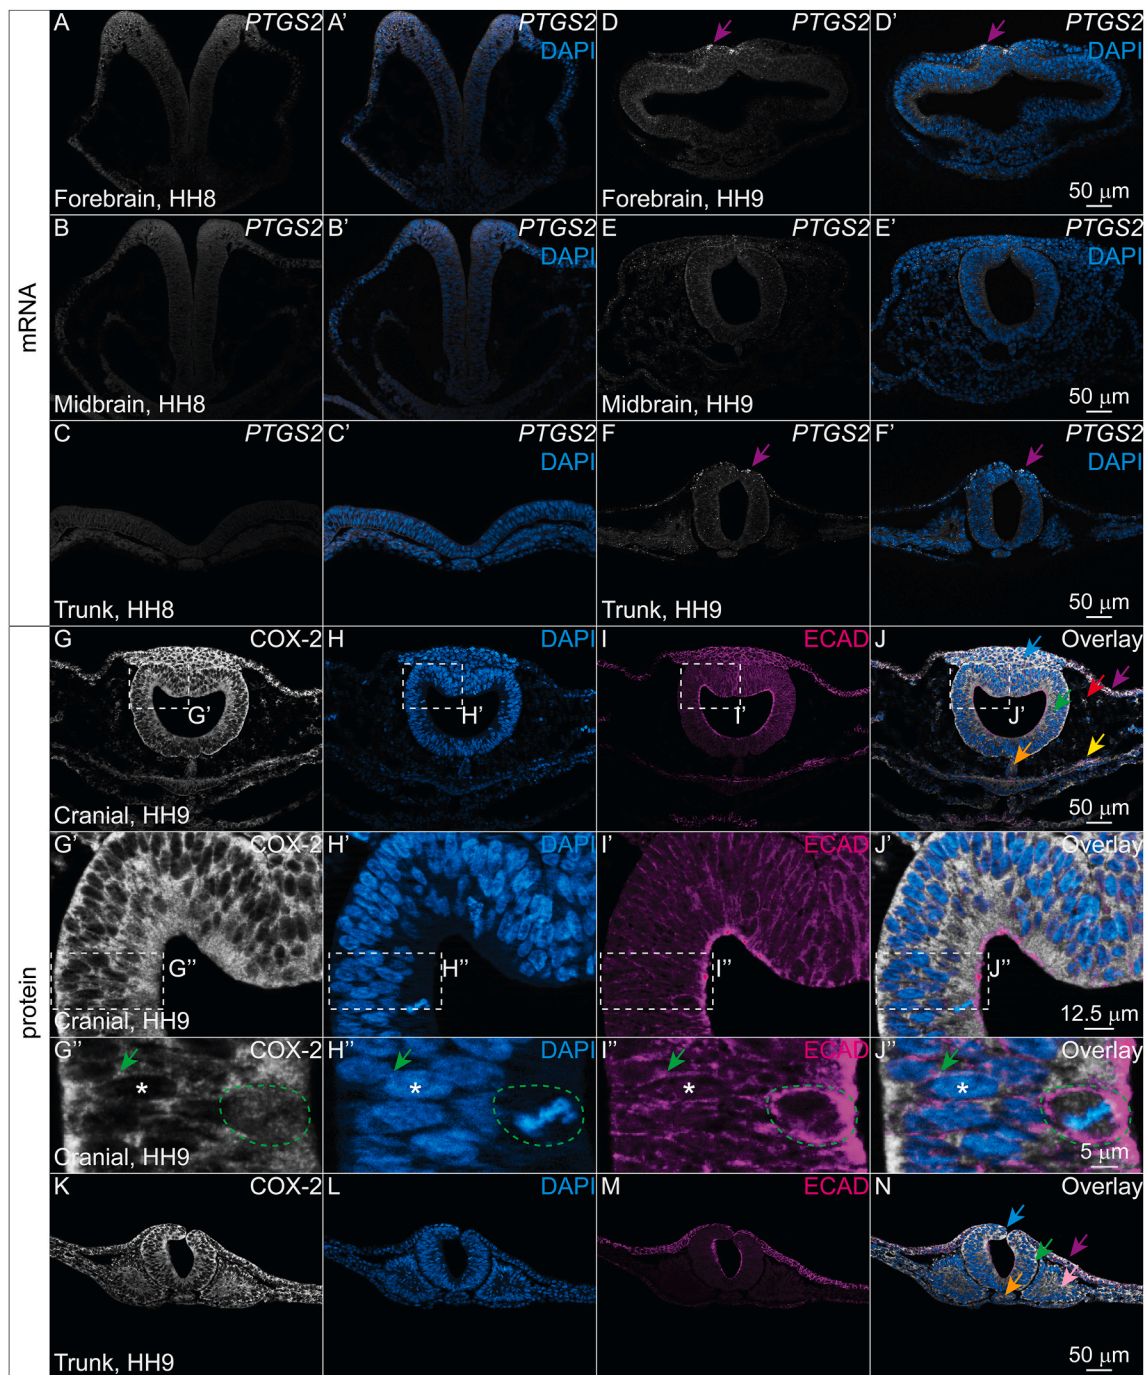 mRNA
A PTGS2
Forebrain, HH8
A' PTGS2
DAPI
D PTGS2
Forebrain, HH9
D' PTGS2
DAPI
50 µm
B PTGS2
Midbrain, HH8
B' PTGS2
DAPI
E PTGS2
Midbrain, HH9
E' PTGS2
DAPI
50 µm
C PTGS2
Trunk, HH8
C' PTGS2
DAPI
F PTGS2
Trunk, HH9
F' PTGS2
DAPI
50 µm
protein
G COX-2
G'
Cranial, HH9
H DAPI
H'
I ECAD
I'
J Overlay
J'
50 µm
G' COX-2
G''
Cranial, HH9
H' DAPI
H''
I' ECAD
I''
J' Overlay
J''
12.5 µm
G'' COX-2
*
Cranial, HH9
H'' DAPI
*
I'' ECAD
*
J'' Overlay
*
5 µm
K COX-2
Trunk, HH9
L DAPI
M ECAD
N Overlay
50 µm